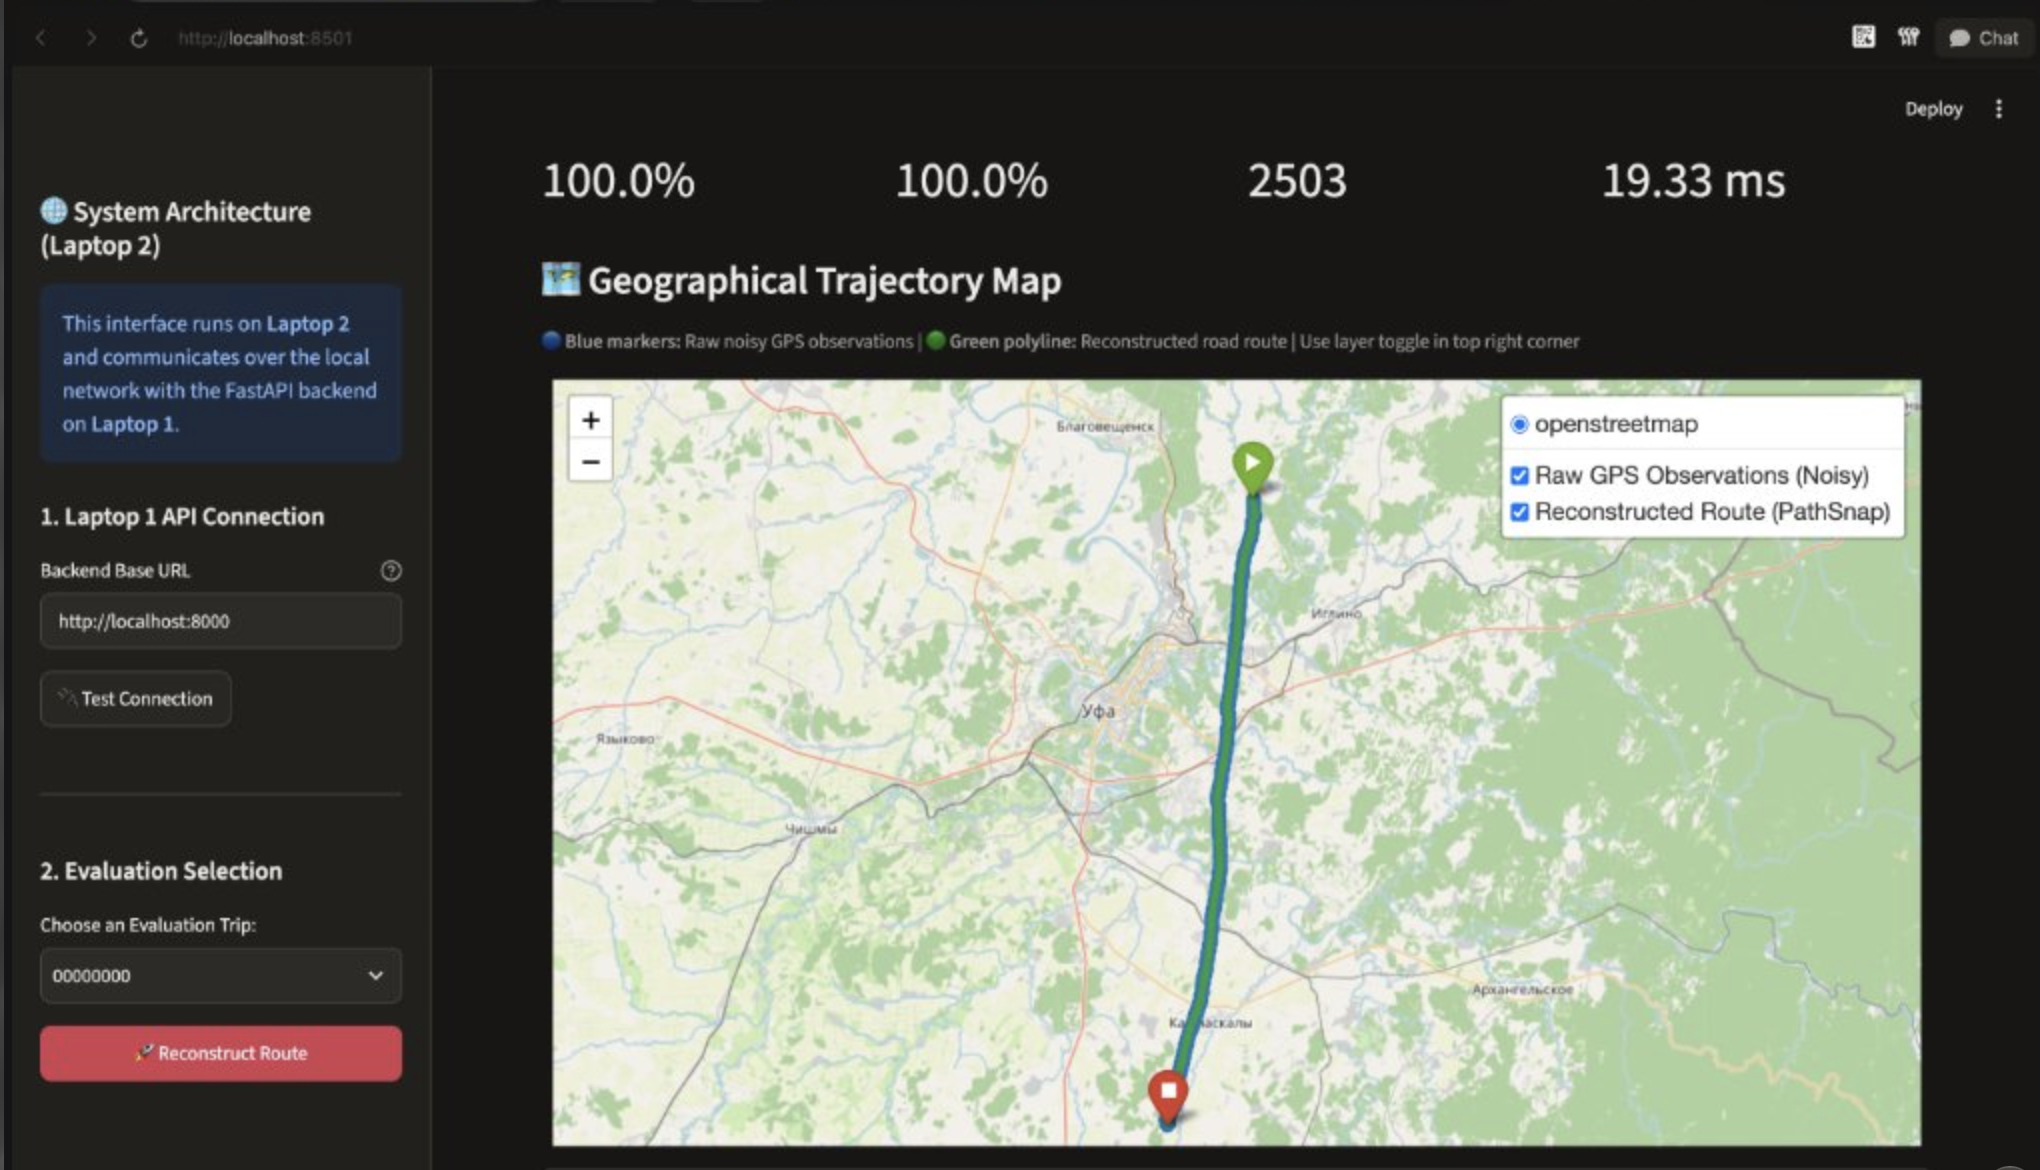 http://localhost:8501
Chat
Deploy
🌐 System Architecture
(Laptop 2)
This interface runs on Laptop 2
and communicates over the local
network with the FastAPI backend
on Laptop 1.
1. Laptop 1 API Connection
Backend Base URL
http://localhost:8000
Test Connection
2. Evaluation Selection
Choose an Evaluation Trip:
00000000
🚀 Reconstruct Route
100.0%
100.0%
2503
19.33 ms
🗺️ Geographical Trajectory Map
🔵 Blue markers: Raw noisy GPS observations | 🟢 Green polyline: Reconstructed road route | Use layer toggle in top right corner
+
−
openstreetmap
Raw GPS Observations (Noisy)
Reconstructed Route (PathSnap)
Благовещенск
Иглино
Уфа
Языково
Чишмы
Архангельское